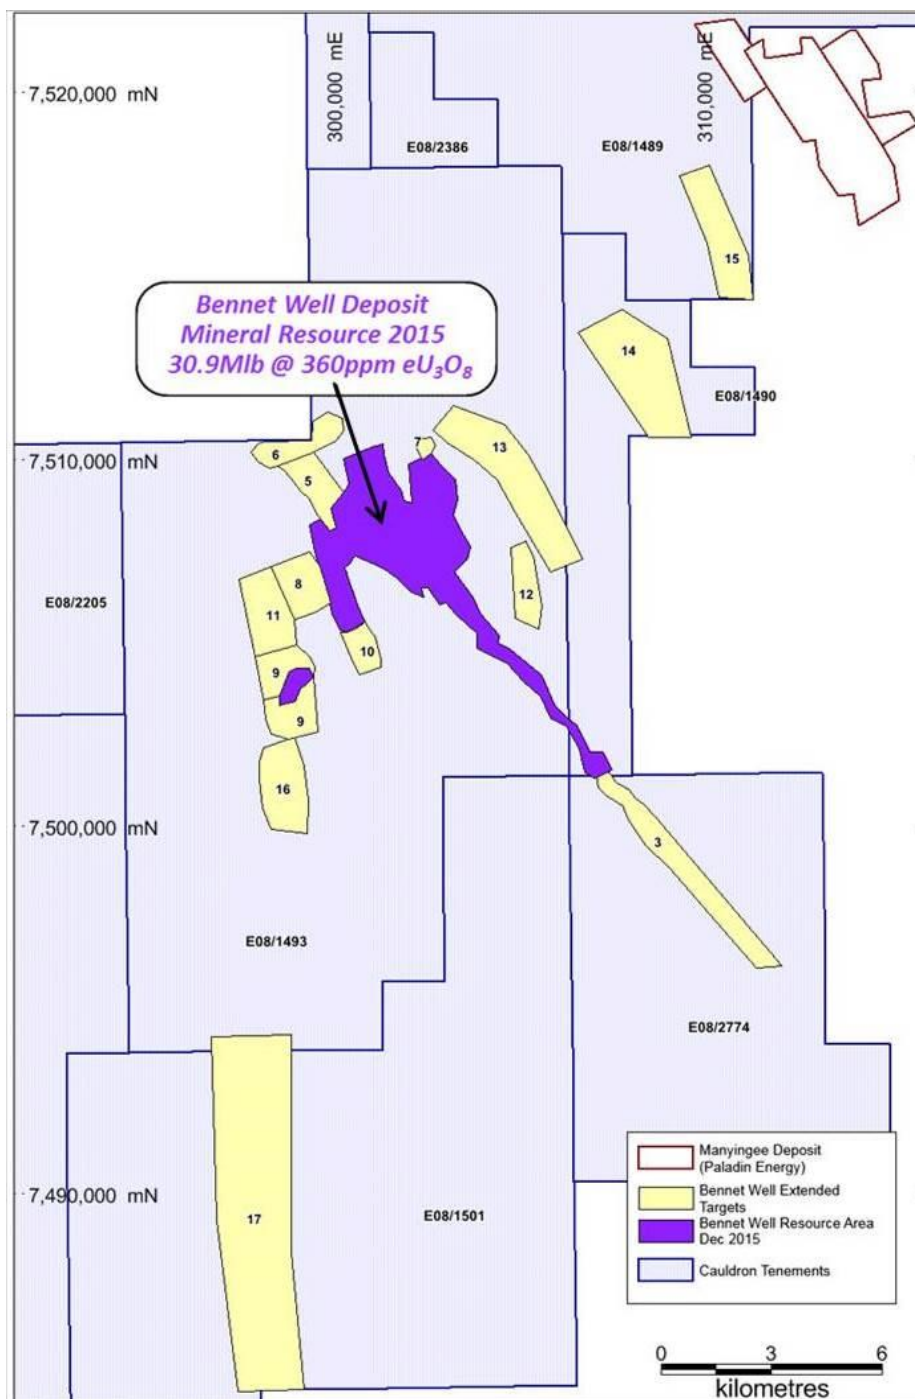 300,000 mE
310,000 mE
7,520,000 mN
E08/2386
E08/1489
15
Bennet Well Deposit
Mineral Resource 2015
30.9Mlb @ 360ppm eU₃O₈
14
E08/1490
7
13
6
7,510,000 mN
5
8
12
E08/2205
11
10
9
9
16
7,500,000 mN
3
E08/1493
E08/2774
Manyingee Deposit
(Paladin Energy)
Bennet Well Extended
Targets
Bennet Well Resource Area
Dec 2015
Cauldron Tenements
7,490,000 mN
17
E08/1501
0 3 6
kilometres